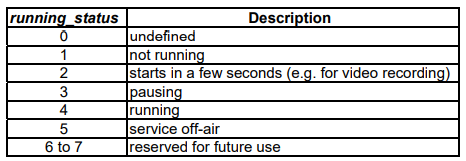 running_status Description
0 undefined
1 not running
2 starts in a few seconds (e.g. for video recording)
3 pausing
4 running
5 service off-air
6 to 7 reserved for future use